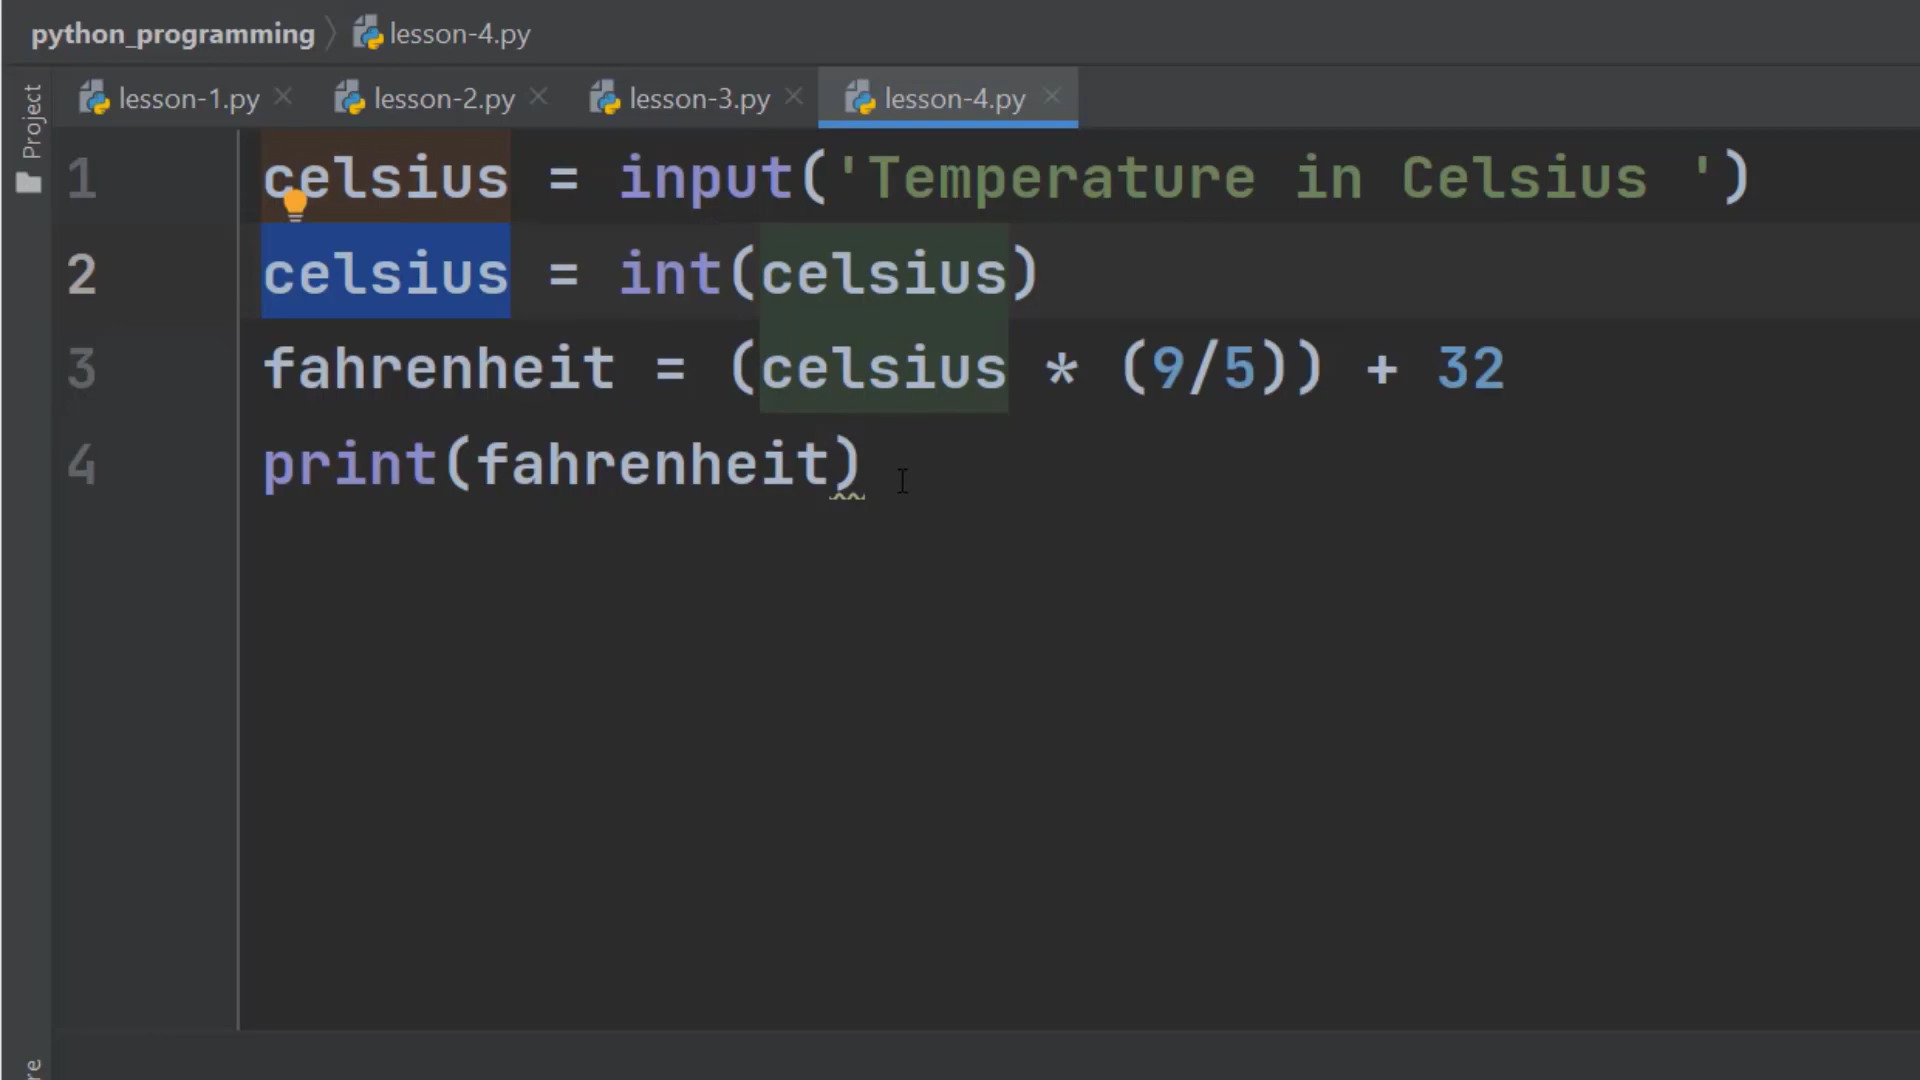 python_programming 〉 lesson-4.py
Project
lesson-1.py × lesson-2.py × lesson-3.py × lesson-4.py ×
1 celsius = input('Temperature in Celsius ')
2 celsius = int(celsius)
3 fahrenheit = (celsius * (9/5)) + 32
4 print(fahrenheit)
re